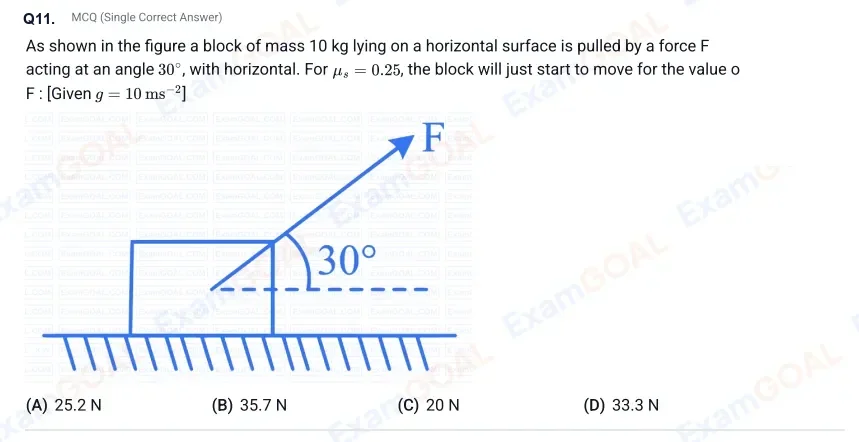 Q11. MCQ (Single Correct Answer)
As shown in the figure a block of mass 10 kg lying on a horizontal surface is pulled by a force F
acting at an angle 30°, with horizontal. For μₛ = 0.25, the block will just start to move for the value o
F : [Given g = 10 ms⁻²]
F
30°
(A) 25.2 N (B) 35.7 N (C) 20 N (D) 33.3 N
ExamGOAL